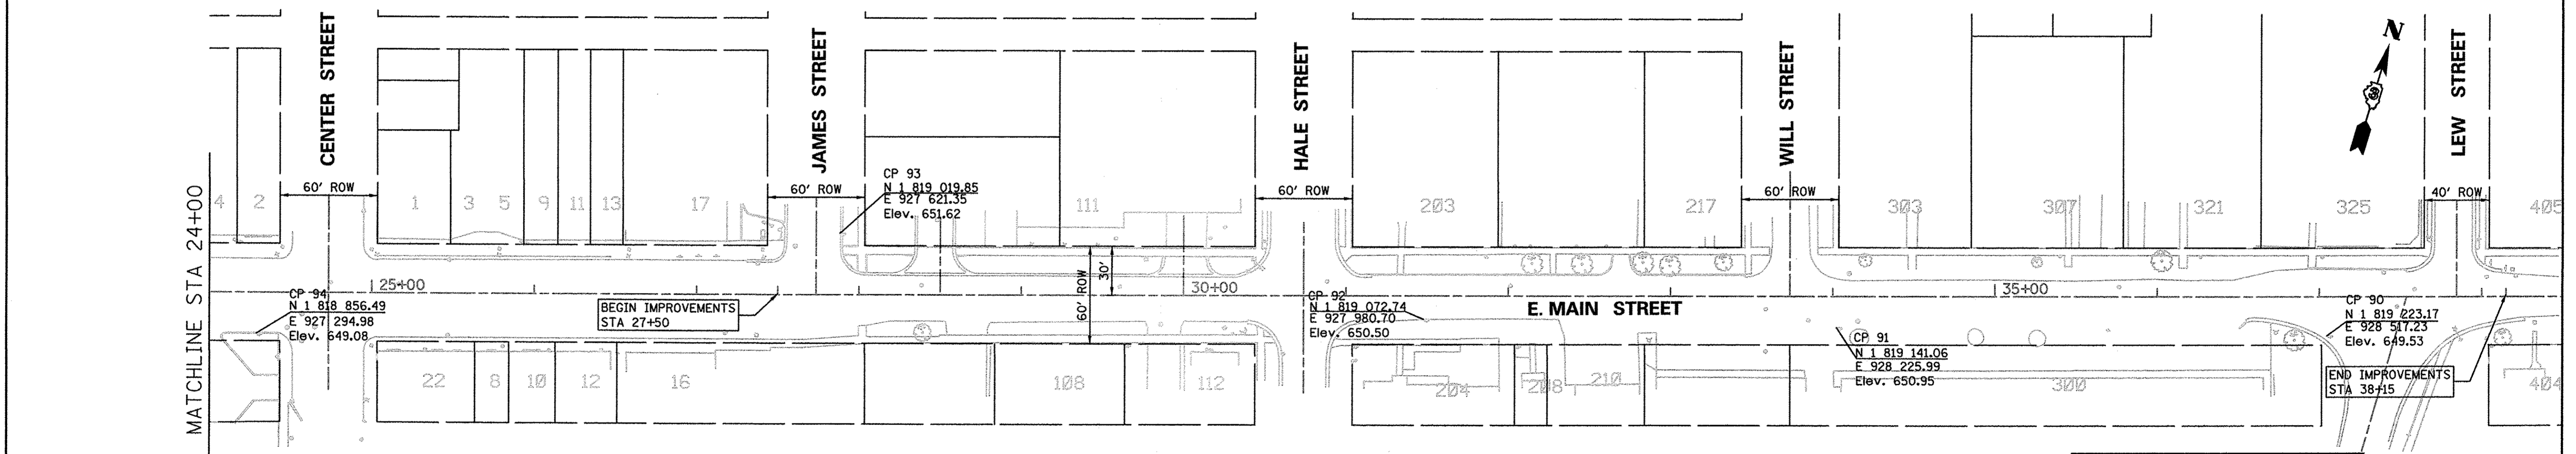 CENTER STREET
JAMES STREET
HALE STREET
WILL STREET
LEW STREET
N
MATCHLINE STA 24+00
60' ROW
60' ROW
60' ROW
60' ROW
40' ROW
4 2 1 3 5 9 11 13 17 111 203 217 303 307 321 325 405
CP 93
N 1 819 019.85
E 927 621.35
Elev. 651.62
60' ROW
30'
25+00
30+00
35+00
CP 94
N 1 818 856.49
E 927 294.98
Elev. 649.08
BEGIN IMPROVEMENTS
STA 27+50
CP 92
N 1 819 072.74
E 927 980.70
Elev. 650.50
E. MAIN STREET
CP 91
N 1 819 141.06
E 928 225.99
Elev. 650.95
CP 90
N 1 819 223.17
E 928 517.23
Elev. 649.53
END IMPROVEMENTS
STA 38+15
22 8 10 12 16 108 112 204 208 210 300 404